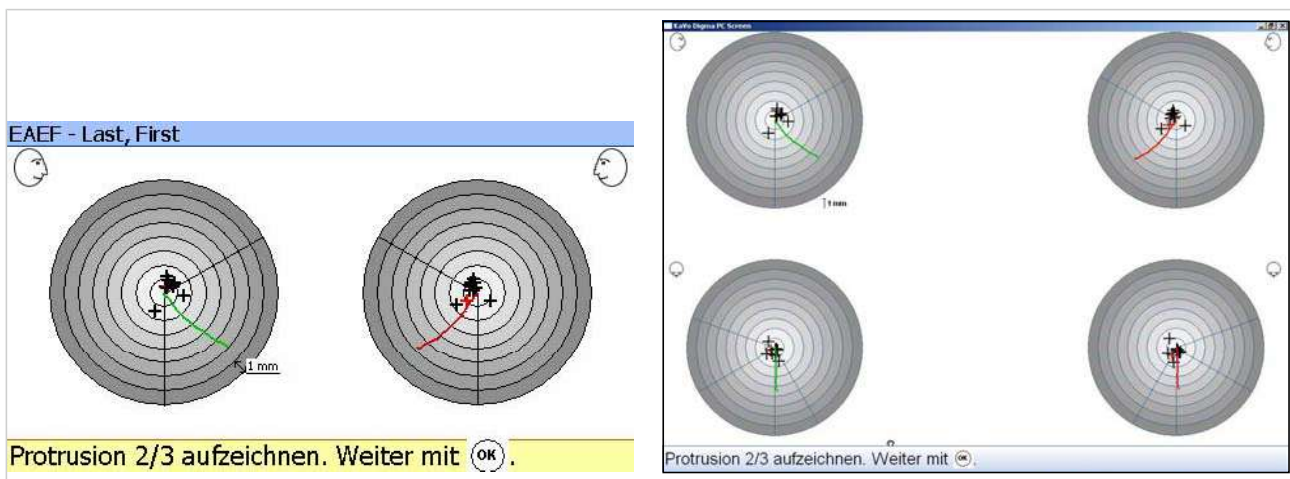 EAEF - Last, First
1 mm
Protrusion 2/3 aufzeichnen. Weiter mit OK.
KaVo Digma PC Screen
1 mm
Protrusion 2/3 aufzeichnen. Weiter mit OK.